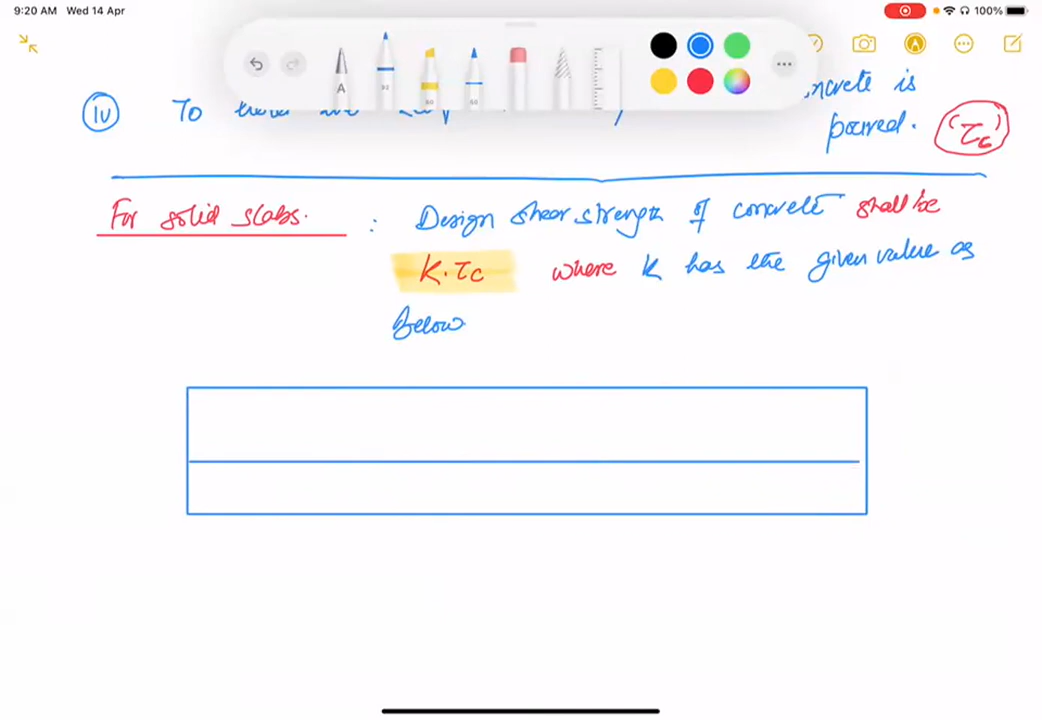 9:20 AM Wed 14 Apr 100%
concrete is
(iv) To have
poured. (τc)
For solid slabs. : Design shear strength of concrete shall be
K.τc where k has the given value as
below